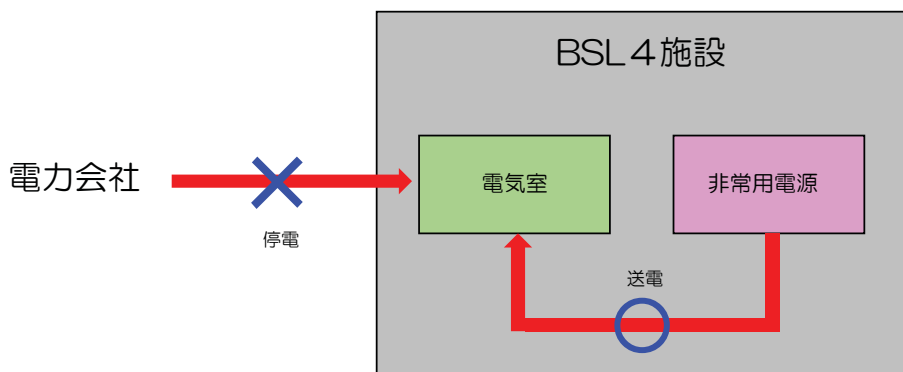 BSL４施設
電力会社
停電
電気室
非常用電源
送電